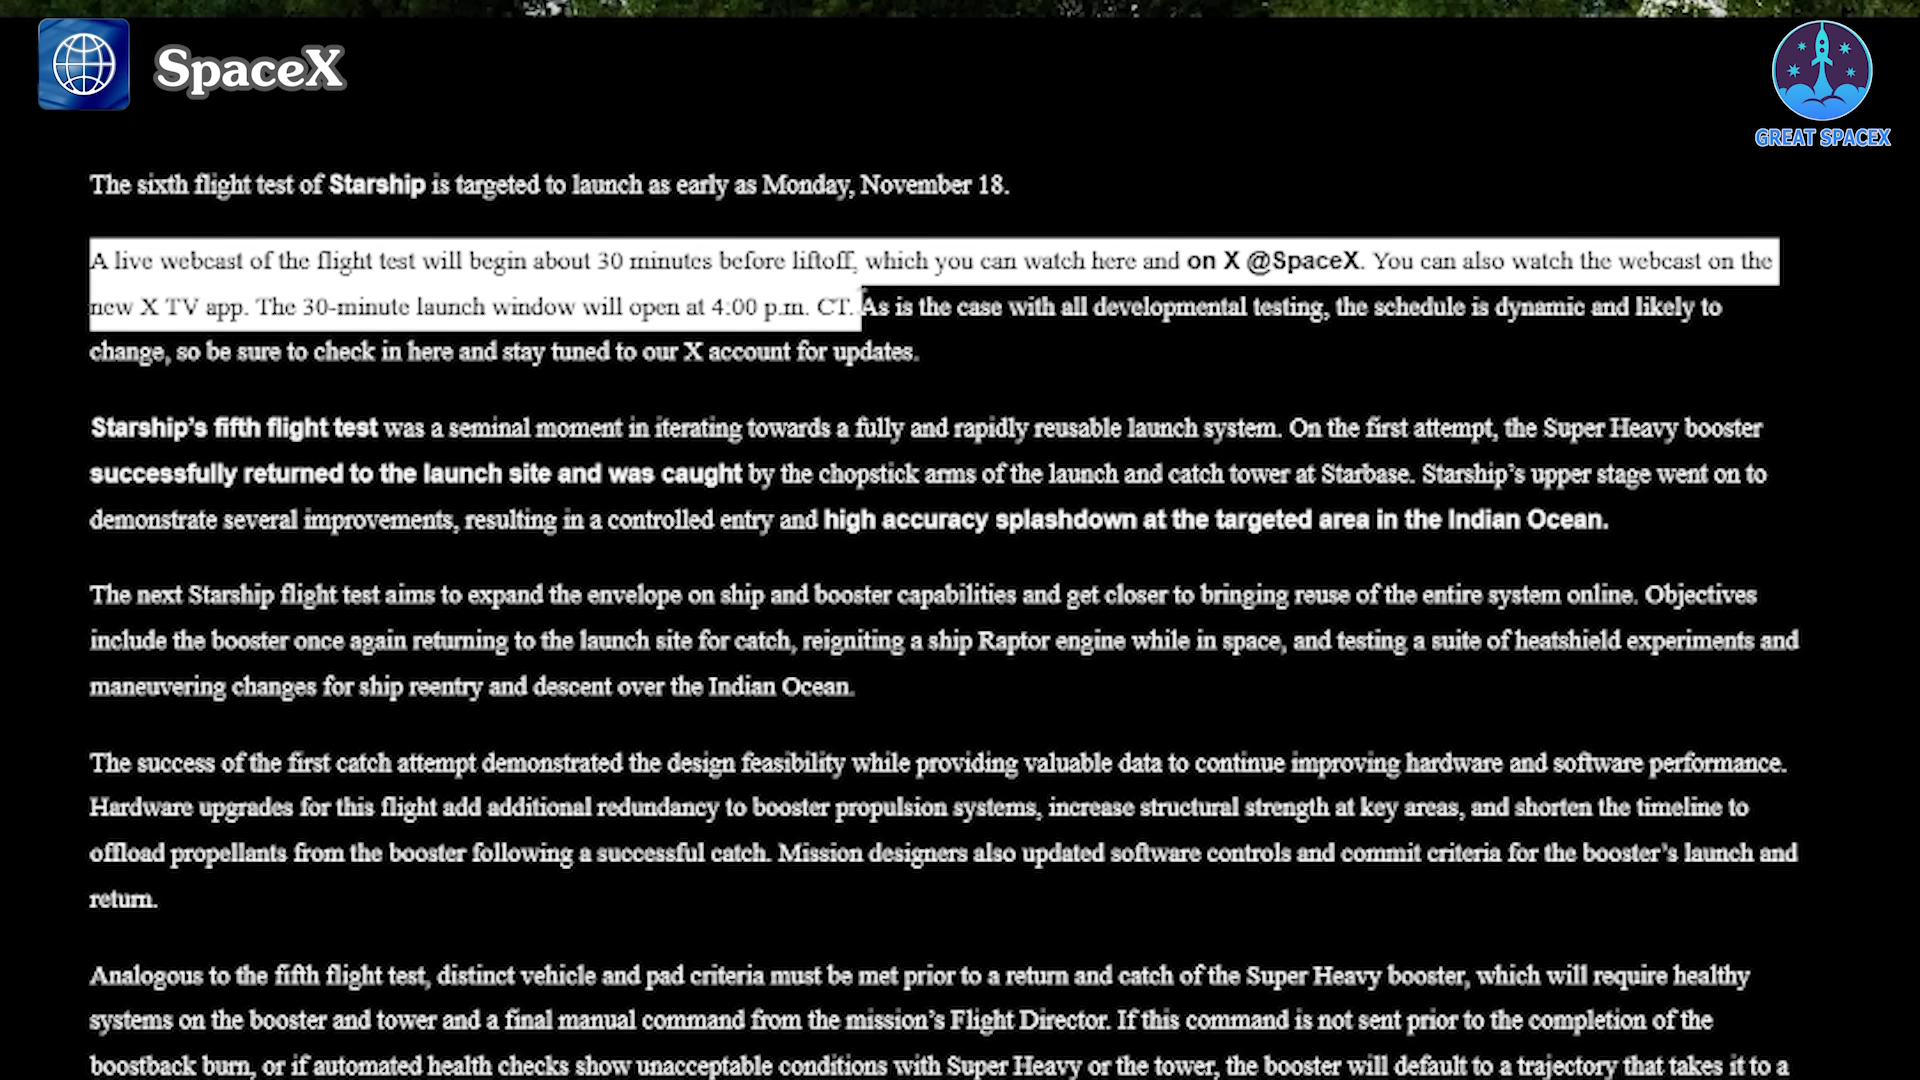 SpaceX
GREAT SPACEX
The sixth flight test of Starship is targeted to launch as early as Monday, November 18.
A live webcast of the flight test will begin about 30 minutes before liftoff, which you can watch here and on X @SpaceX. You can also watch the webcast on the
new X TV app. The 30-minute launch window will open at 4:00 p.m. CT. As is the case with all developmental testing, the schedule is dynamic and likely to
change, so be sure to check in here and stay tuned to our X account for updates.
Starship’s fifth flight test was a seminal moment in iterating towards a fully and rapidly reusable launch system. On the first attempt, the Super Heavy booster
successfully returned to the launch site and was caught by the chopstick arms of the launch and catch tower at Starbase. Starship’s upper stage went on to
demonstrate several improvements, resulting in a controlled entry and high accuracy splashdown at the targeted area in the Indian Ocean.
The next Starship flight test aims to expand the envelope on ship and booster capabilities and get closer to bringing reuse of the entire system online. Objectives
include the booster once again returning to the launch site for catch, reigniting a ship Raptor engine while in space, and testing a suite of heatshield experiments and
maneuvering changes for ship reentry and descent over the Indian Ocean.
The success of the first catch attempt demonstrated the design feasibility while providing valuable data to continue improving hardware and software performance.
Hardware upgrades for this flight add additional redundancy to booster propulsion systems, increase structural strength at key areas, and shorten the timeline to
offload propellants from the booster following a successful catch. Mission designers also updated software controls and commit criteria for the booster’s launch and
return.
Analogous to the fifth flight test, distinct vehicle and pad criteria must be met prior to a return and catch of the Super Heavy booster, which will require healthy
systems on the booster and tower and a final manual command from the mission’s Flight Director. If this command is not sent prior to the completion of the
boostback burn, or if automated health checks show unacceptable conditions with Super Heavy or the tower, the booster will default to a trajectory that takes it to a